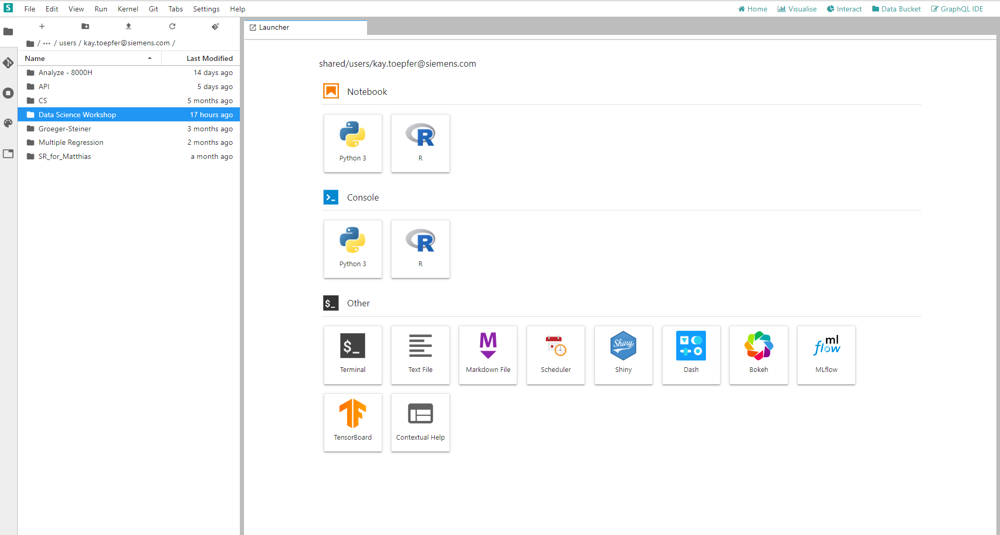 S File Edit View Run Kernel Git Tabs Settings Help Home Visualise Interact Data Bucket GraphQL IDE
Launcher
/ ··· / users / kay.toepfer@siemens.com /
Name Last Modified
Analyze - 8000H 14 days ago
API 5 days ago
CS 5 months ago
Data Science Workshop 17 hours ago
Groeger-Steiner 3 months ago
Multiple Regression 2 months ago
SR_for_Matthias a month ago
shared/users/kay.toepfer@siemens.com
Notebook
R
Python 3 R
>_ Console
R
Python 3 R
$_ Other
$_ M Shiny ml
flow
Terminal Text File Markdown File Scheduler Shiny Dash Bokeh MLflow
TensorBoard Contextual Help